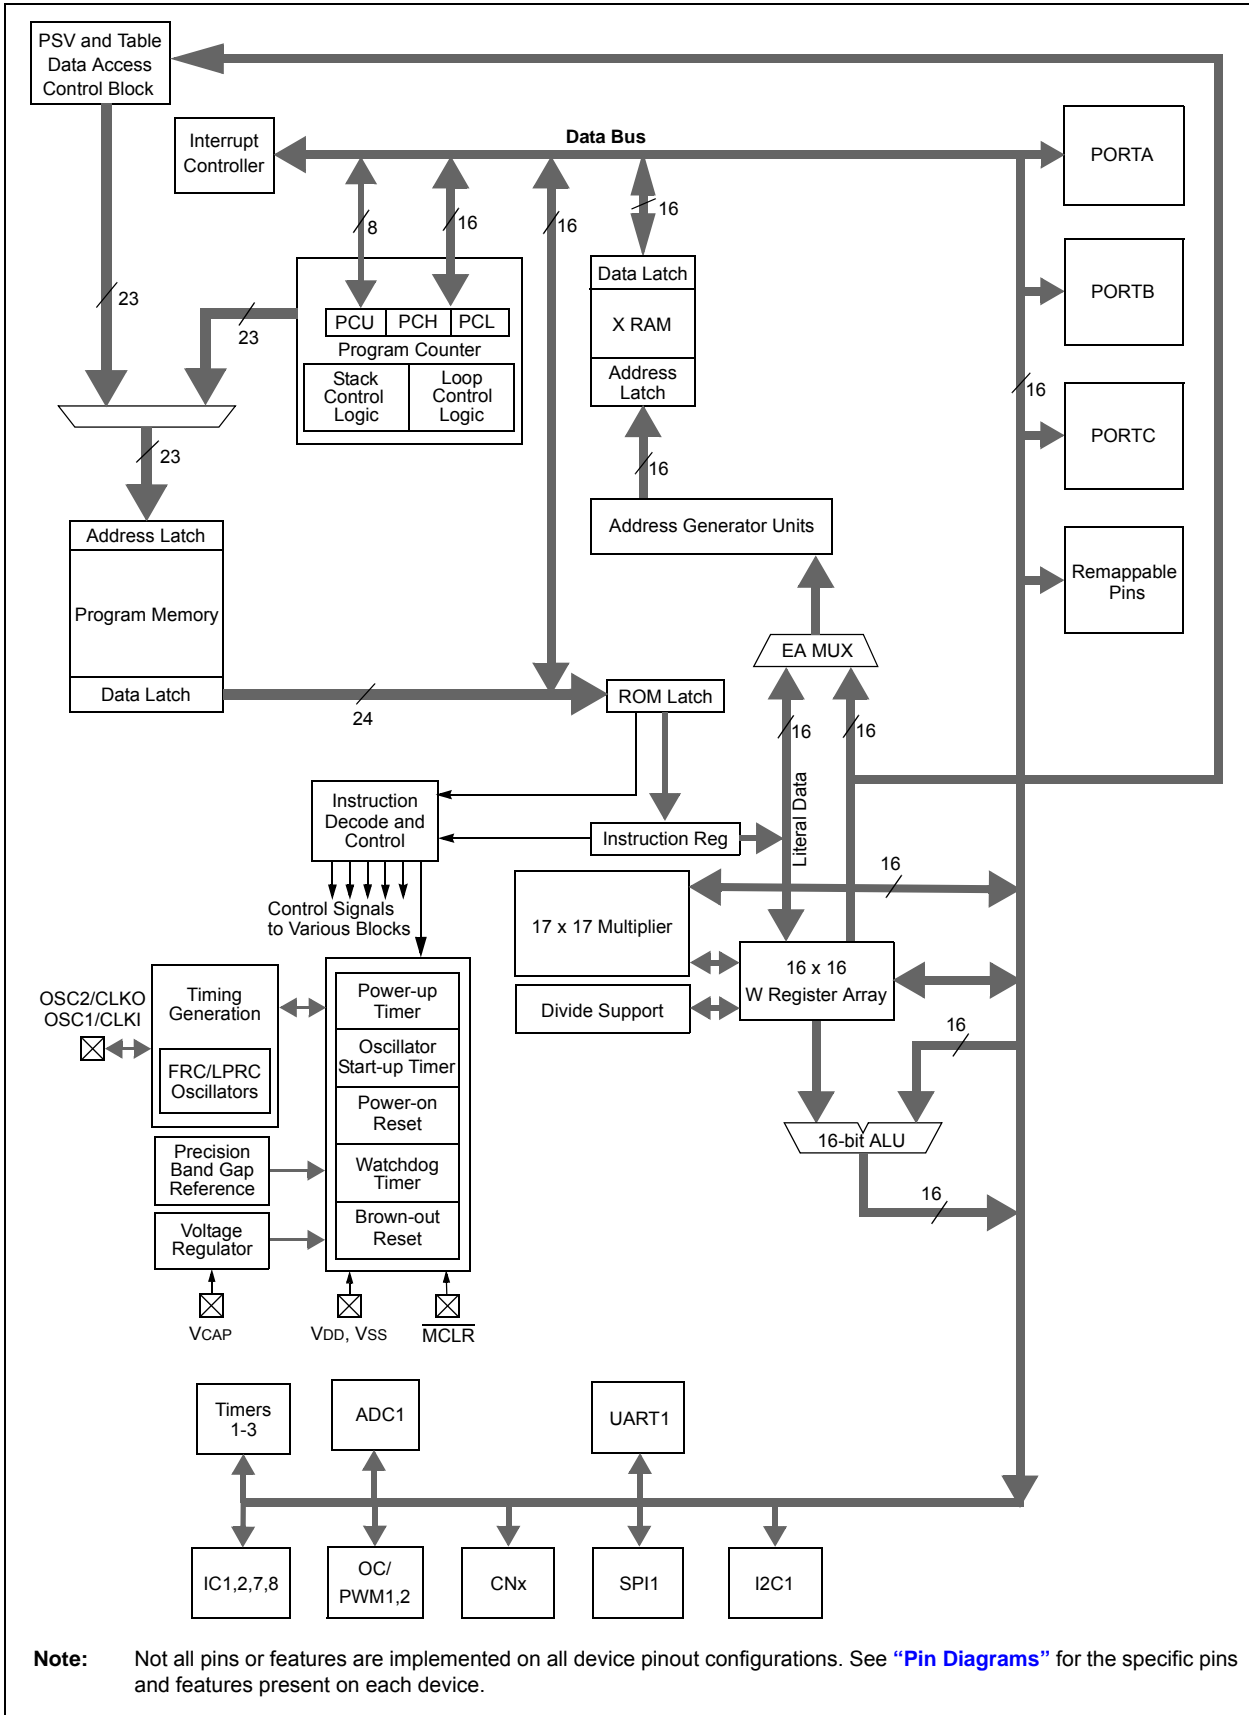 PSV and Table
Data Access
Control Block
Interrupt
Controller
Data Bus
PORTA
8
16
16
16
23
23
PCU
PCH
PCL
Program Counter
Stack
Control
Logic
Loop
Control
Logic
Data Latch
X RAM
Address
Latch
PORTB
16
PORTC
23
16
Address Latch
Program Memory
Data Latch
24
Address Generator Units
Remappable
Pins
EA MUX
ROM Latch
16
16
Literal Data
Instruction
Decode and
Control
Instruction Reg
Control Signals
to Various Blocks
16
17 x 17 Multiplier
16 x 16
W Register Array
Divide Support
OSC2/CLKO
OSC1/CLKI
Timing
Generation
FRC/LPRC
Oscillators
Power-up
Timer
Oscillator
Start-up Timer
Power-on
Reset
Watchdog
Timer
Brown-out
Reset
16
16-bit ALU
16
Precision
Band Gap
Reference
Voltage
Regulator
VCAP
VDD, VSS
MCLR
Timers
1-3
ADC1
UART1
IC1,2,7,8
OC/
PWM1,2
CNx
SPI1
I2C1
Note: Not all pins or features are implemented on all device pinout configurations. See “Pin Diagrams” for the specific pins
and features present on each device.